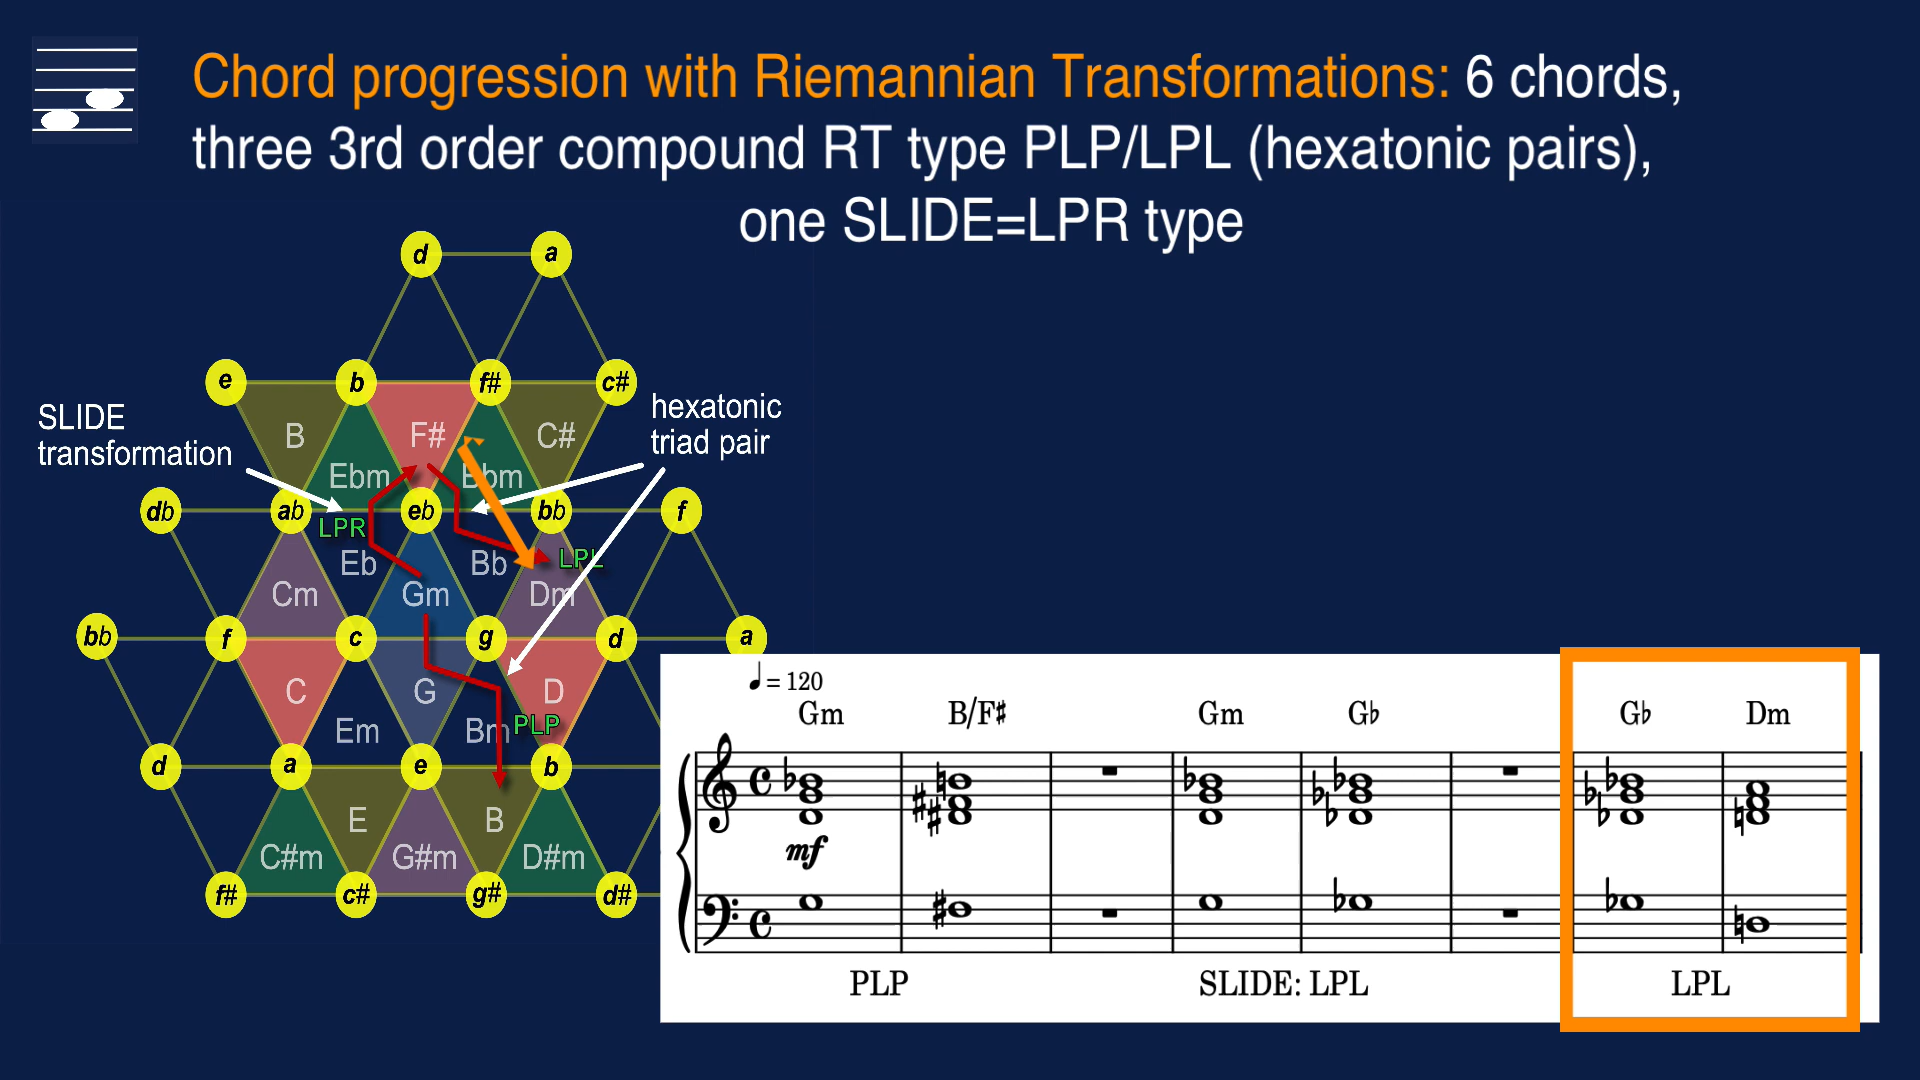 Chord progression with Riemannian Transformations: 6 chords,
three 3rd order compound RT type PLP/LPL (hexatonic pairs),
one SLIDE=LPR type
d a
e b f# c#
SLIDE
transformation
hexatonic
triad pair
B F# C#
Ebm Bbm
db ab eb bb f
LPR LPL
Eb Bb
Cm Gm Dm
bb f c g d a
C G D
Em Bm PLP
d a e b
E B
C#m G#m D#m
f# c# g# d#
♩= 120
Gm B/F♯ Gm G♭ G♭ Dm
mf
PLP SLIDE: LPL LPL